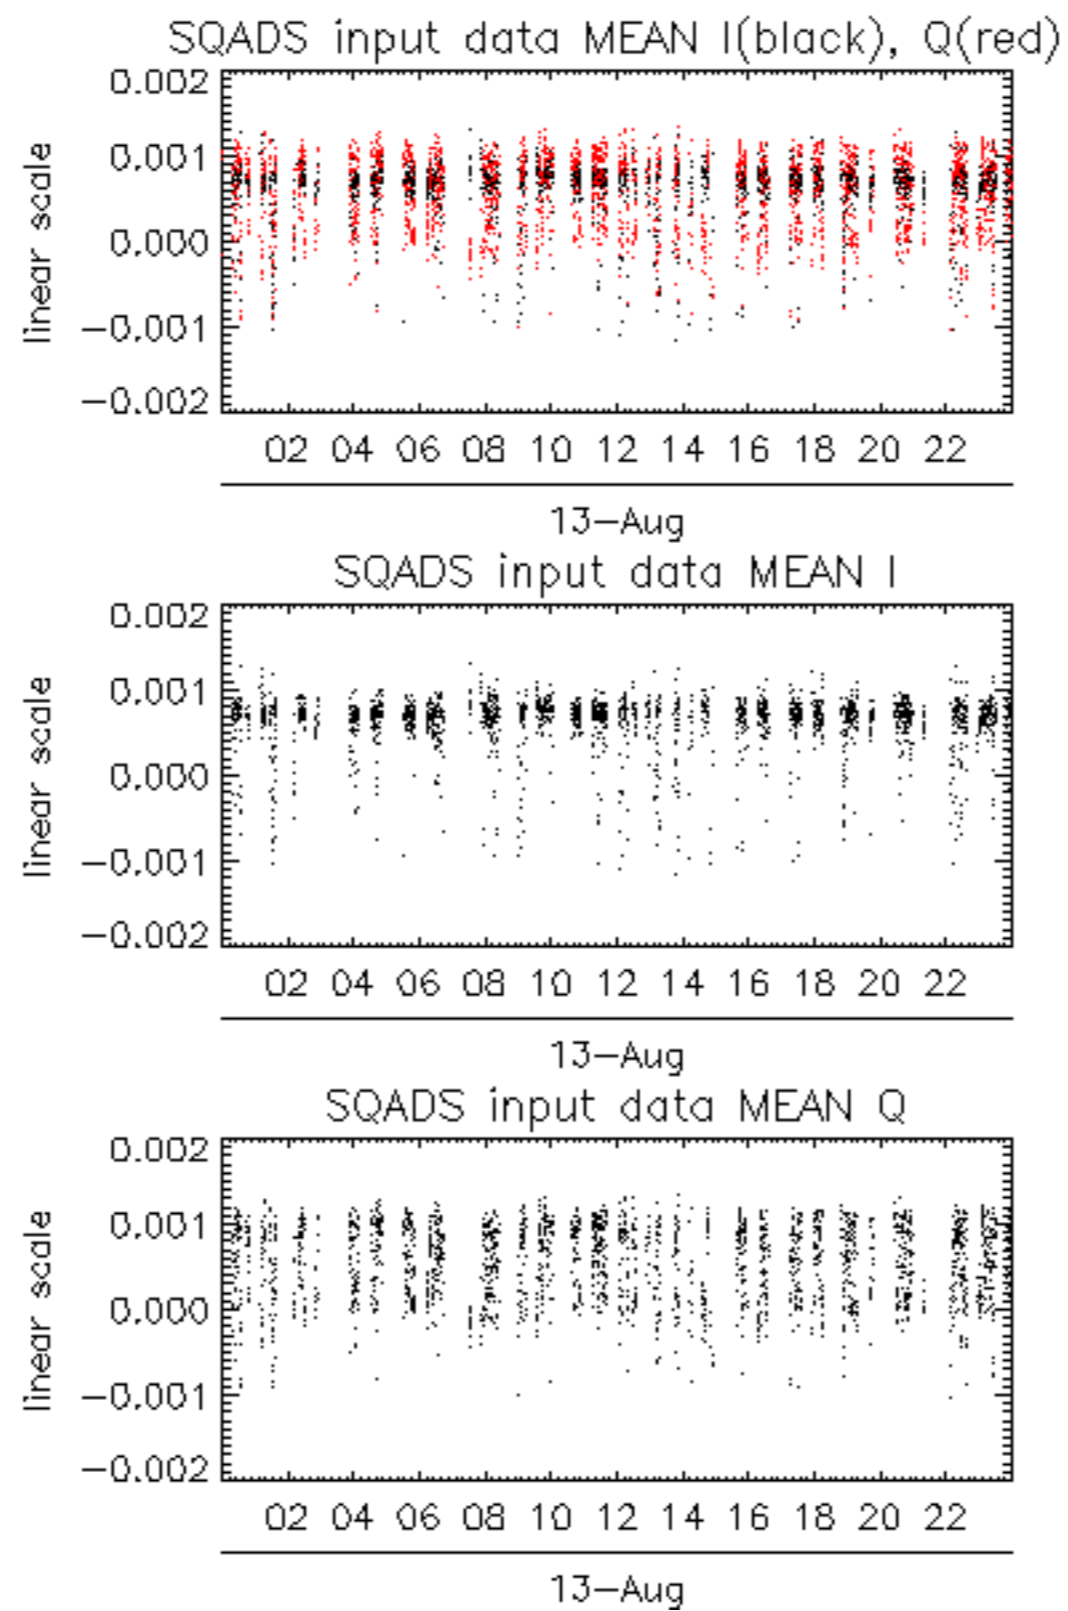 SQADS input data MEAN I(black), Q(red)
0.002
0.001
0.000
−0.001
−0.002
linear scale
02 04 06 08 10 12 14 16 18 20 22
13−Aug
SQADS input data MEAN I
0.002
0.001
0.000
−0.001
−0.002
linear scale
02 04 06 08 10 12 14 16 18 20 22
13−Aug
SQADS input data MEAN Q
0.002
0.001
0.000
−0.001
−0.002
linear scale
02 04 06 08 10 12 14 16 18 20 22
13−Aug